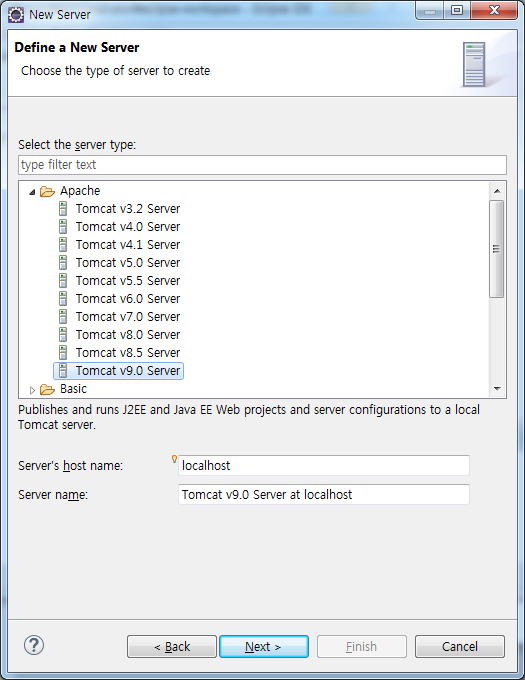 New Server
Define a New Server
Choose the type of server to create
Select the server type:
type filter text
Apache
Tomcat v3.2 Server
Tomcat v4.0 Server
Tomcat v4.1 Server
Tomcat v5.0 Server
Tomcat v5.5 Server
Tomcat v6.0 Server
Tomcat v7.0 Server
Tomcat v8.0 Server
Tomcat v8.5 Server
Tomcat v9.0 Server
Basic
Publishes and runs J2EE and Java EE Web projects and server configurations to a local
Tomcat server.
Server's host name: localhost
Server name: Tomcat v9.0 Server at localhost
? < Back Next > Finish Cancel